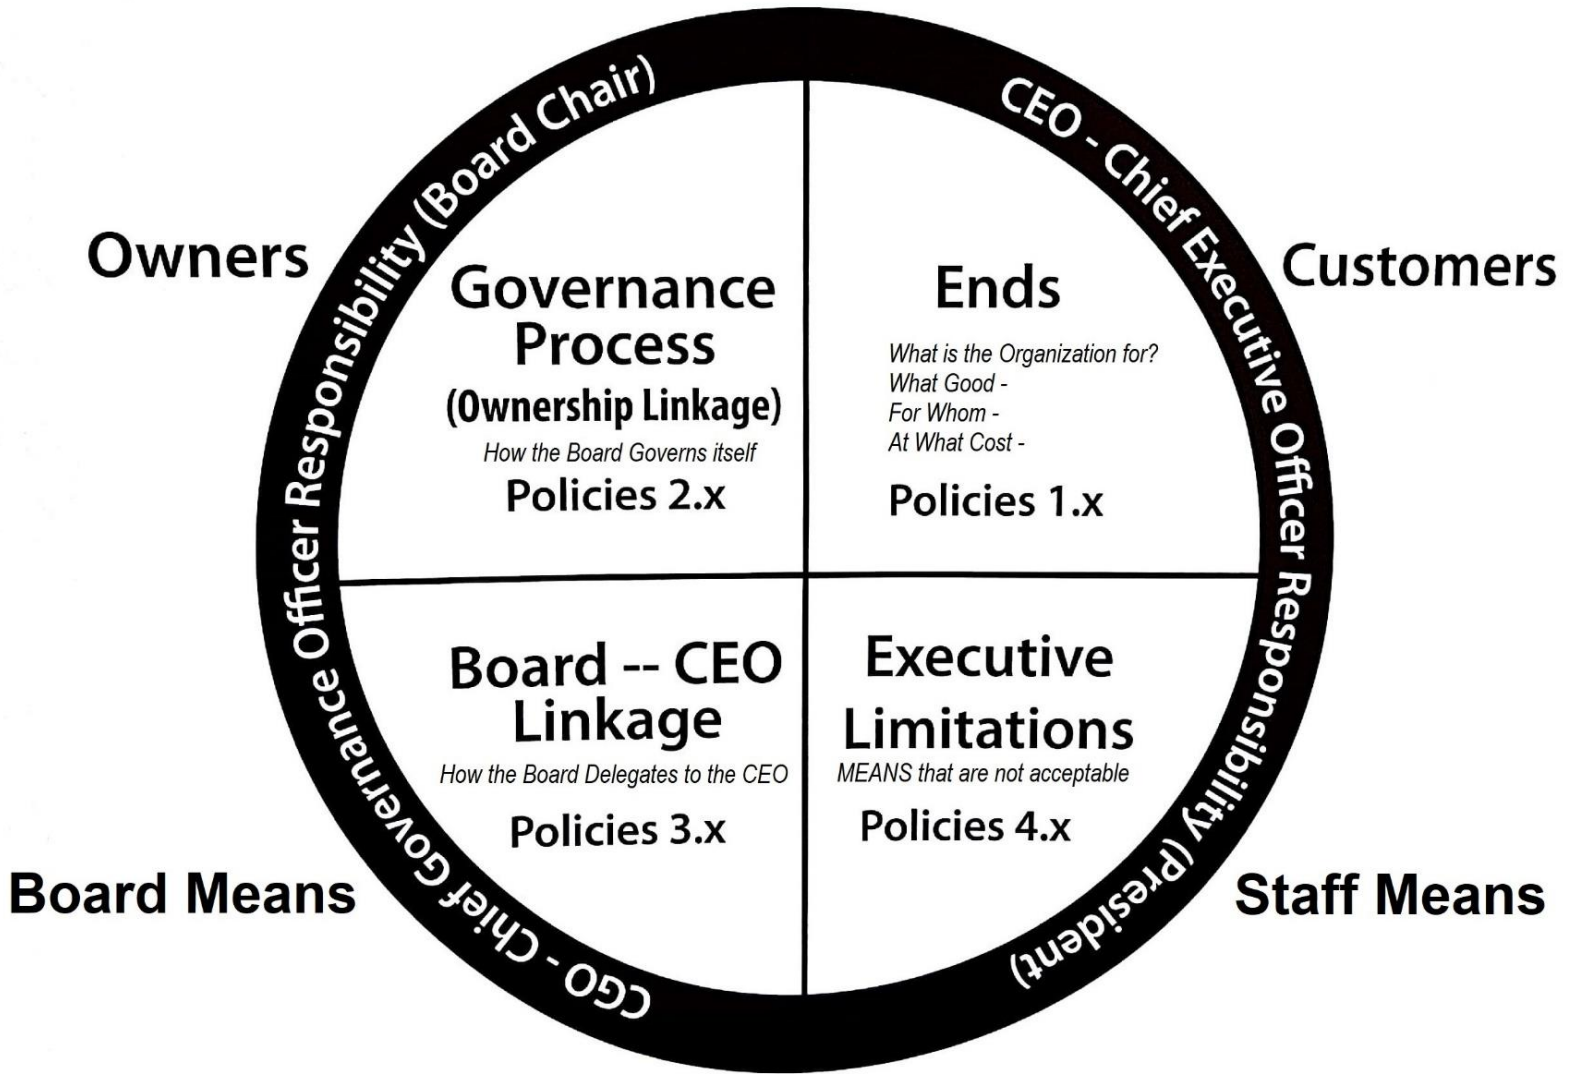 CGO - Chief Governance Officer Responsibility (Board Chair)
CEO - Chief Executive Officer Responsibility (President)
Owners
Governance
Process
(Ownership Linkage)
How the Board Governs itself
Policies 2.x
Ends
What is the Organization for?
What Good -
For Whom -
At What Cost -
Policies 1.x
Customers
Board -- CEO
Linkage
How the Board Delegates to the CEO
Policies 3.x
Executive
Limitations
MEANS that are not acceptable
Policies 4.x
Board Means
Staff Means